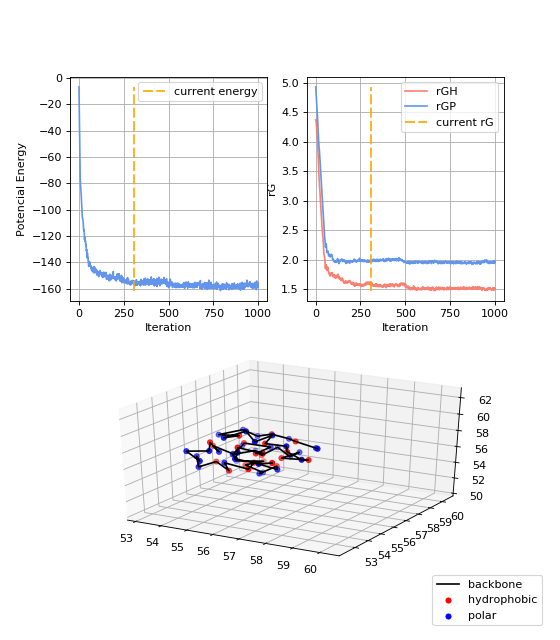 0
−20
−40
−60
−80
−100
−120
−140
−160
Potencial Energy
0 250 500 750 1000
Iteration
current energy
5.0
4.5
4.0
3.5
3.0
2.5
2.0
1.5
rG
0 250 500 750 1000
Iteration
rGH
rGP
current rG
62
60
58
56
54
52
50
53 54 55 56 57 58 59 60
53 54 55 56 57 58 59 60
backbone
hydrophobic
polar